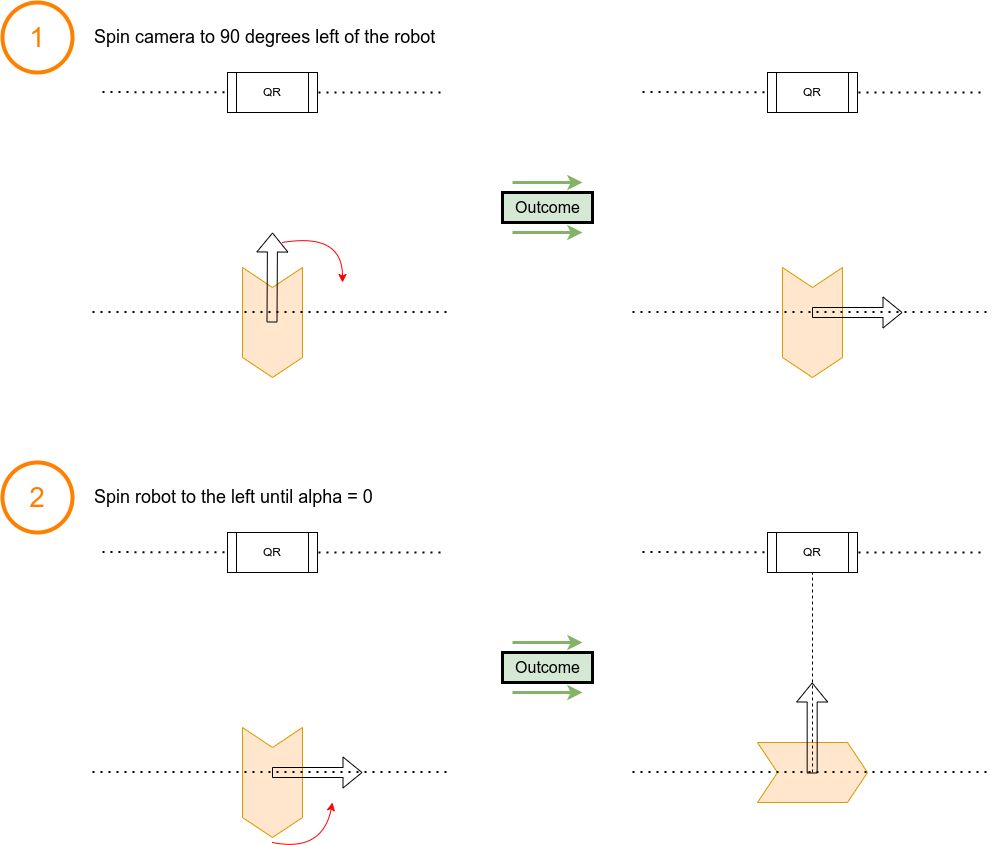 1
Spin camera to 90 degrees left of the robot
QR
QR
Outcome
2
Spin robot to the left until alpha = 0
QR
QR
Outcome